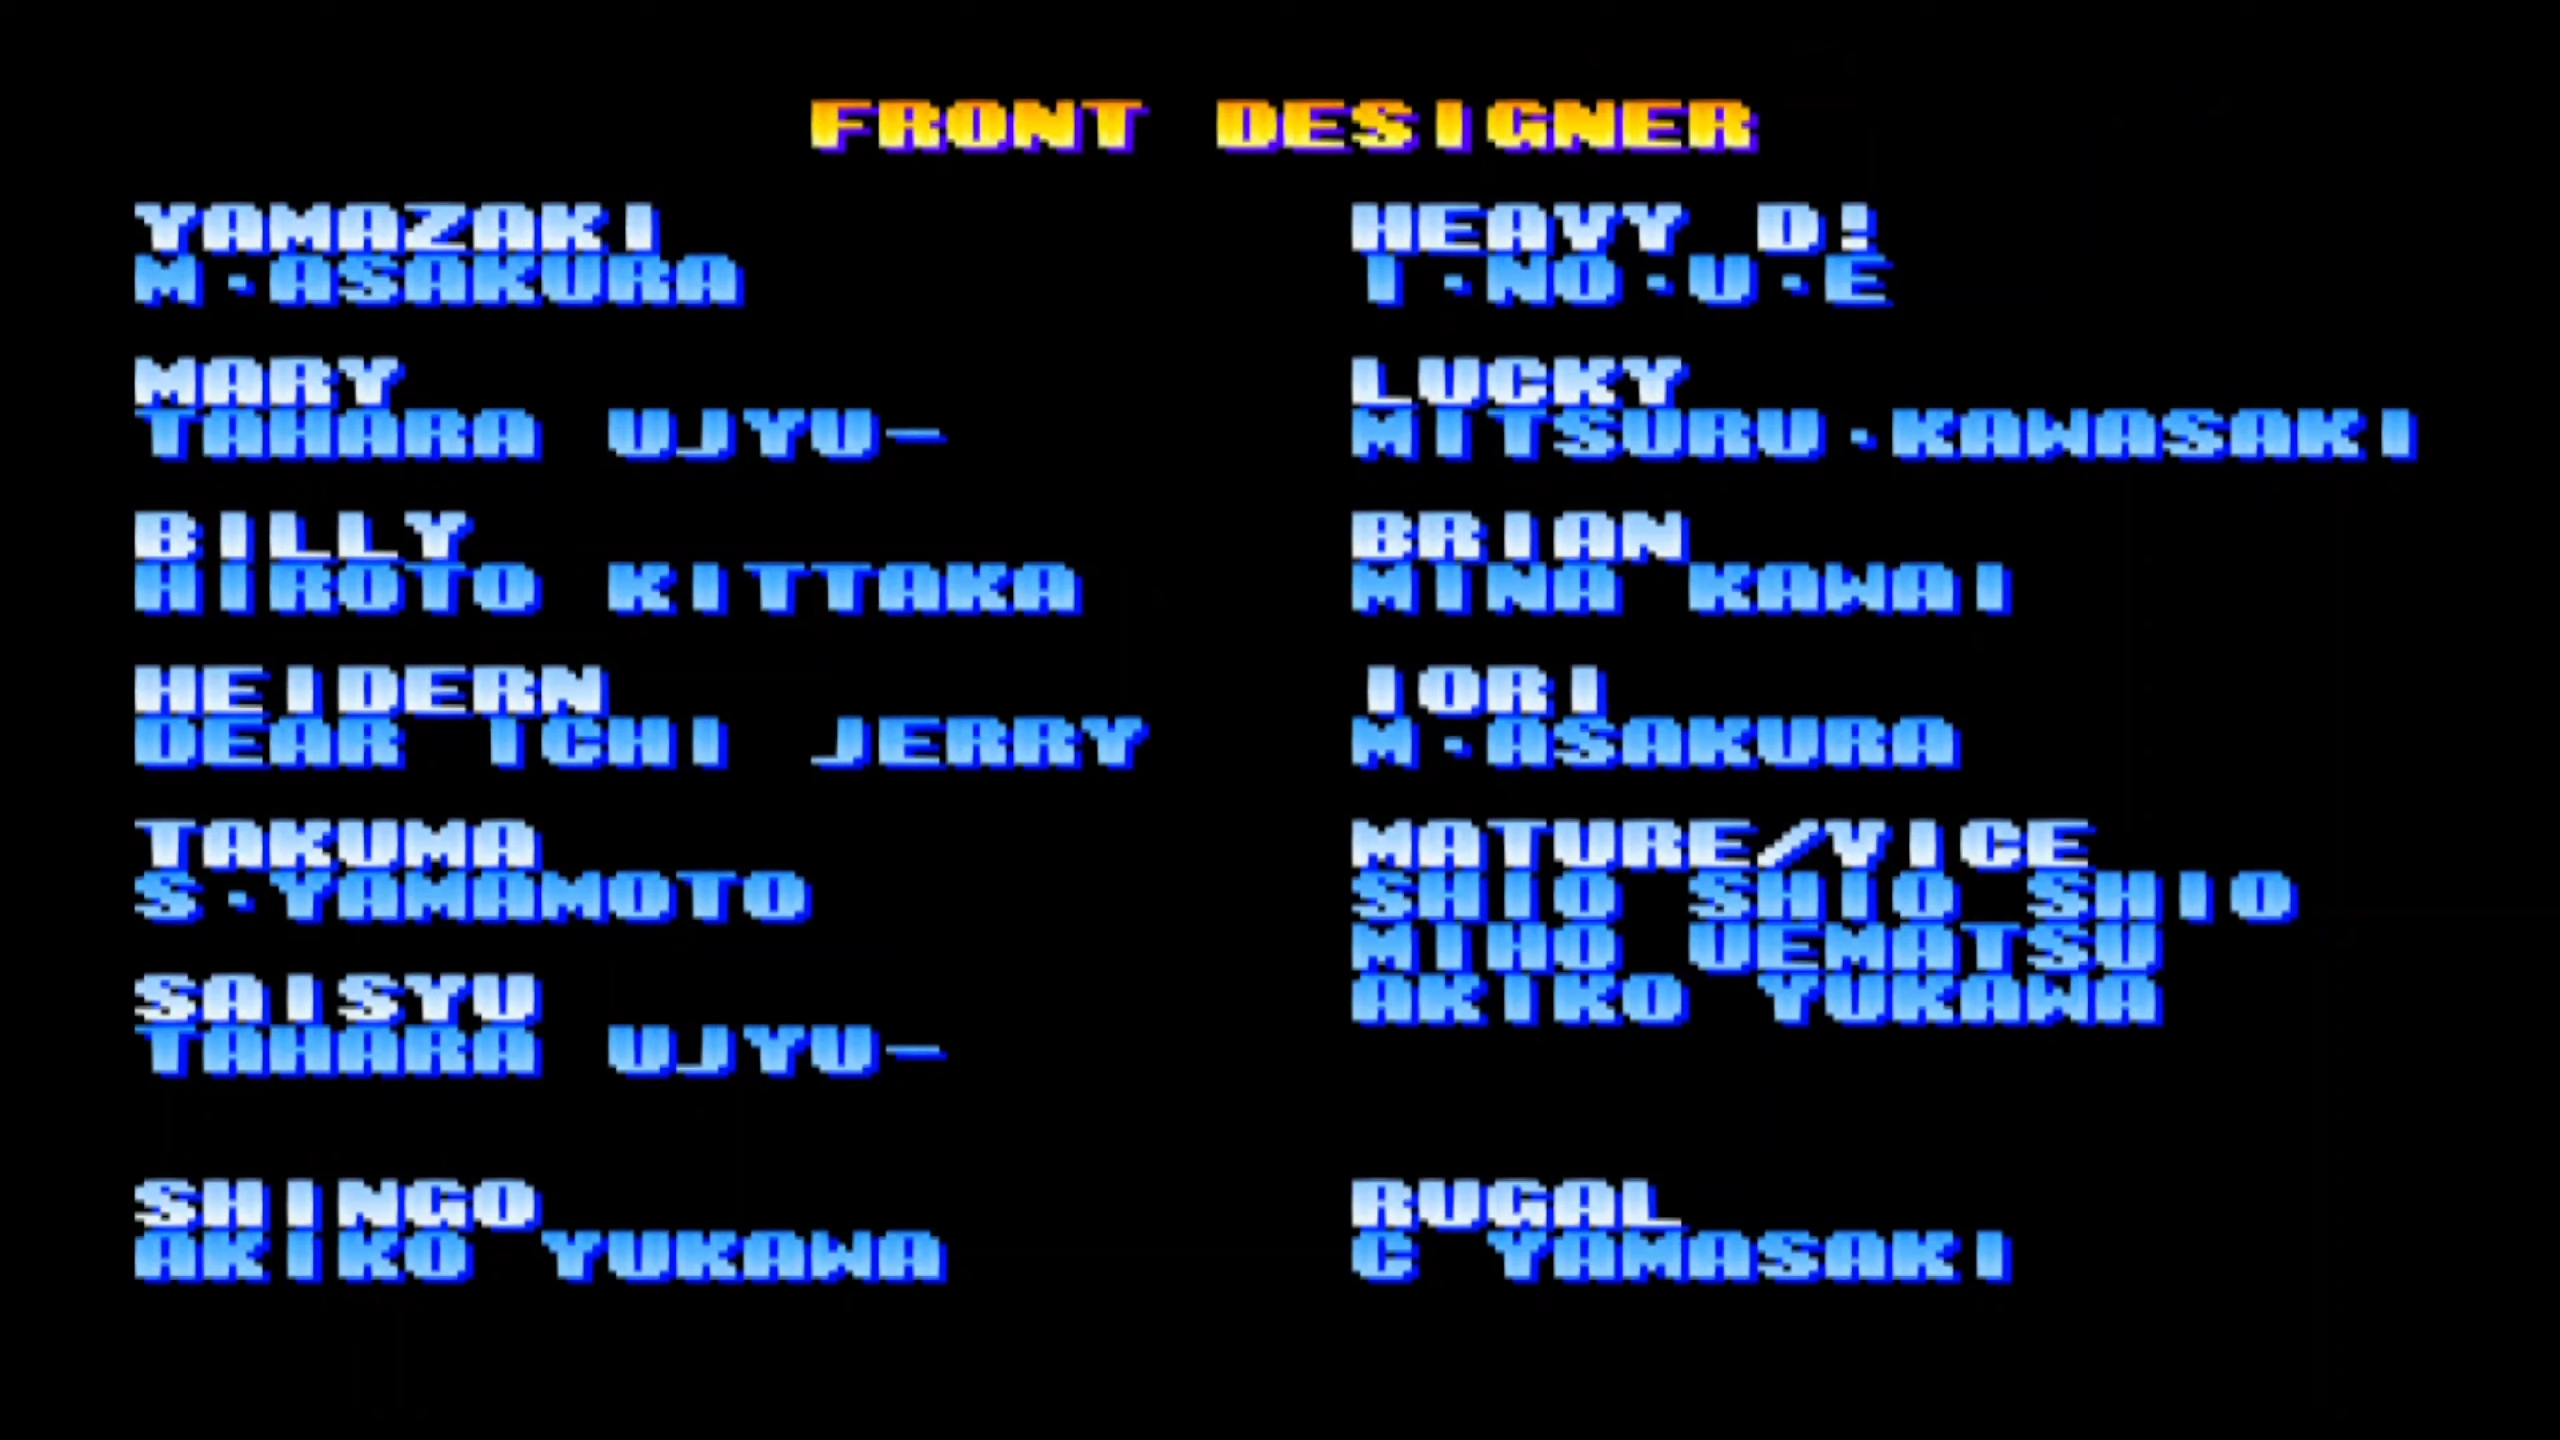 FRONT DESIGNER
YAMAZAKI
M·ASAKURA
HEAVY D!
I·NO·U·E
MARY
TAHARA UJYU-
LUCKY
MITSURU·KAWASAKI
BILLY
HIROTO KITTAKA
BRIAN
MINA KAWAI
HEIDERN
DEAR ICHI JERRY
IORI
M·ASAKURA
TAKUMA
S·YAMAMOTO
MATURE/VICE
SHIO SHIO SHIO
MIHO UEMATSU
AKIKO YUKAWA
SAISYU
TAHARA UJYU-
SHINGO
AKIKO YUKAWA
RUGAL
C YAMASAKI